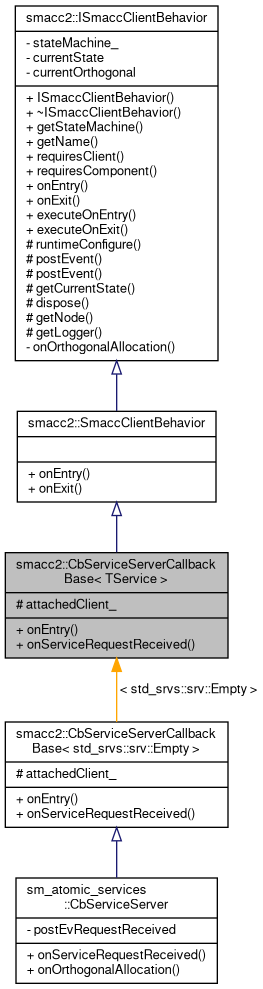 smacc2::ISmaccClientBehavior
- stateMachine_
- currentState
- currentOrthogonal
+ ISmaccClientBehavior()
+ ~ISmaccClientBehavior()
+ getStateMachine()
+ getName()
+ requiresClient()
+ requiresComponent()
+ onEntry()
+ onExit()
+ executeOnEntry()
+ executeOnExit()
# runtimeConfigure()
# postEvent()
# postEvent()
# getCurrentState()
# dispose()
# getNode()
# getLogger()
- onOrthogonalAllocation()
smacc2::SmaccClientBehavior
+ onEntry()
+ onExit()
smacc2::CbServiceServerCallback
Base< TService >
# attachedClient_
+ onEntry()
+ onServiceRequestReceived()
< std_srvs::srv::Empty >
smacc2::CbServiceServerCallback
Base< std_srvs::srv::Empty >
# attachedClient_
+ onEntry()
+ onServiceRequestReceived()
sm_atomic_services
::CbServiceServer
- postEvRequestReceived
+ onServiceRequestReceived()
+ onOrthogonalAllocation()